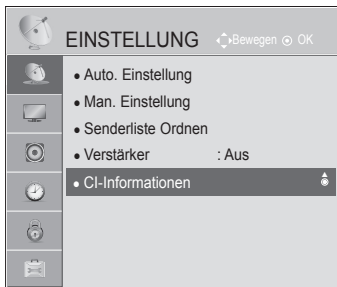 EINSTELLUNG Bewegen OK
• Auto. Einstellung
• Man. Einstellung
• Senderliste Ordnen
• Verstärker : Aus
• CI-Informationen